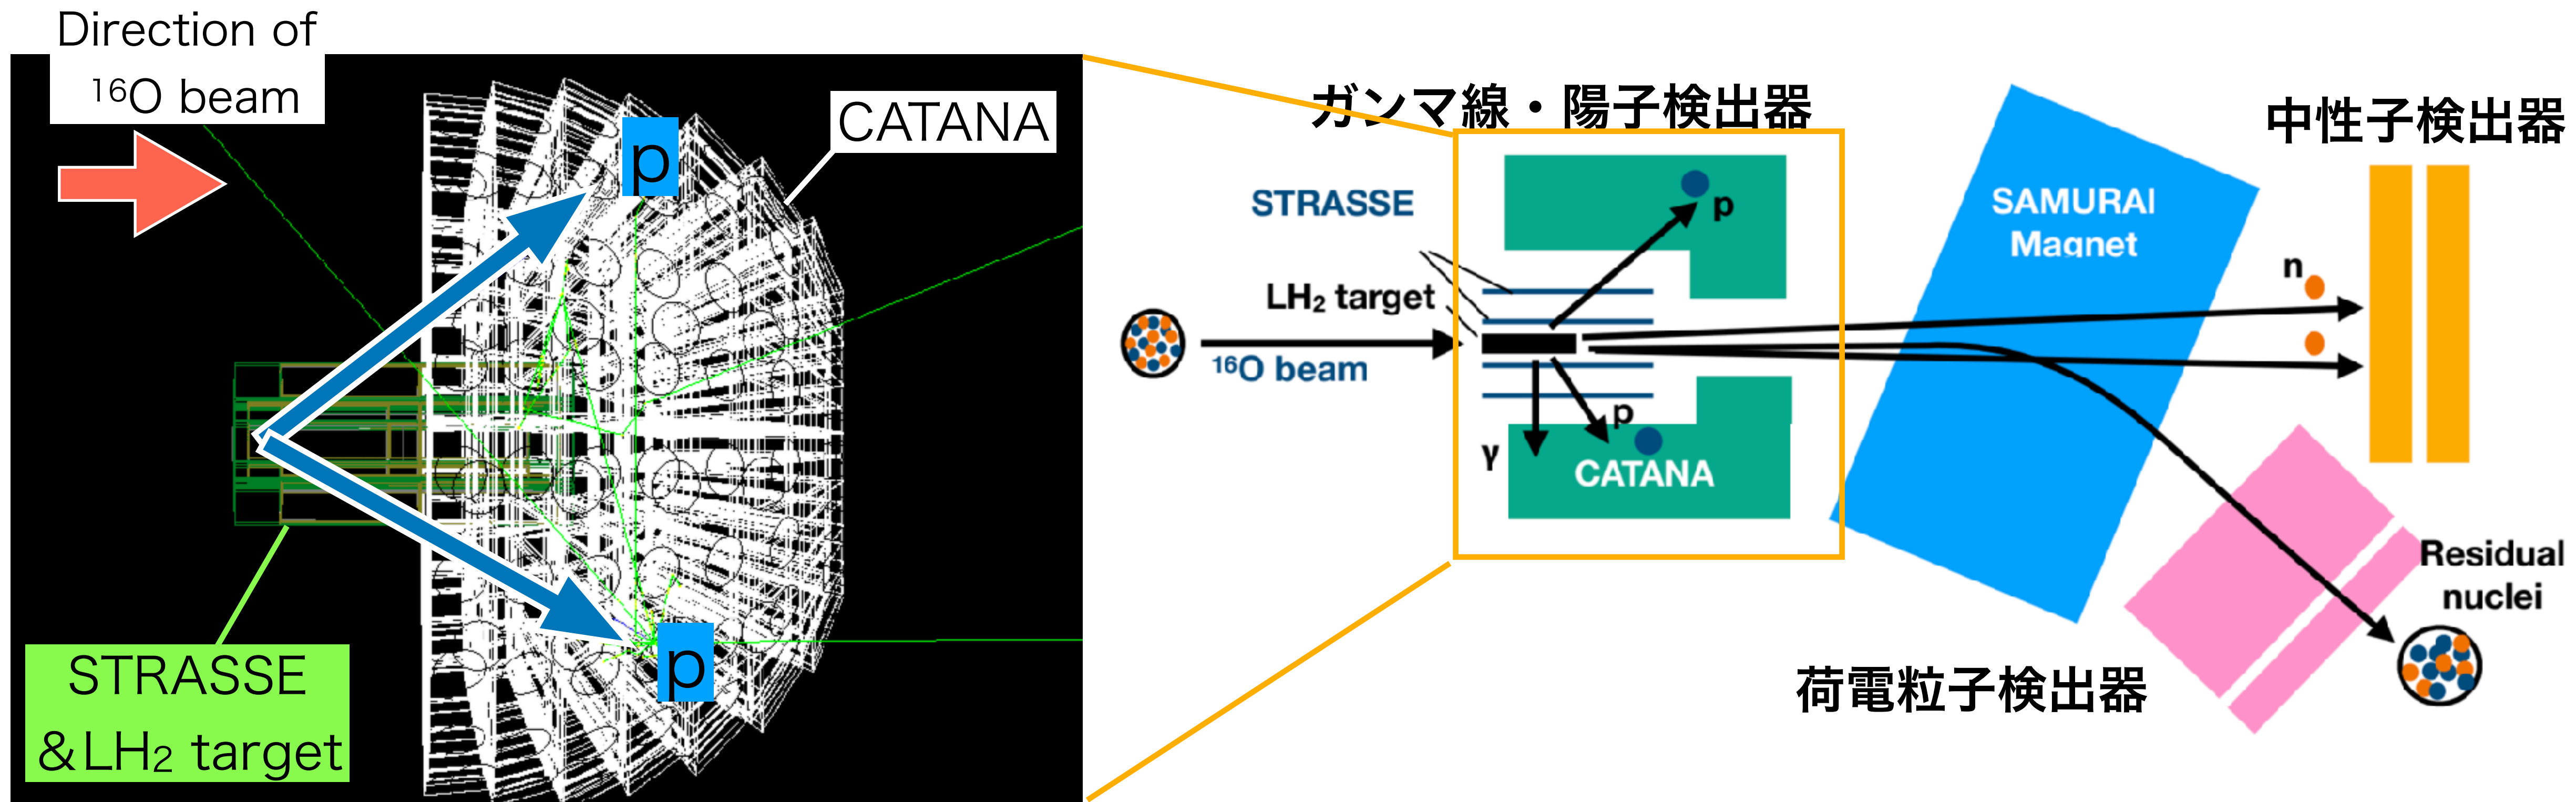 Direction of
¹⁶O beam
CATANA
p
p
STRASSE
&LH₂ target
ガンマ線・陽子検出器
中性子検出器
STRASSE
p
SAMURAI
Magnet
n
LH₂ target
¹⁶O beam
p
γ
CATANA
Residual
nuclei
荷電粒子検出器